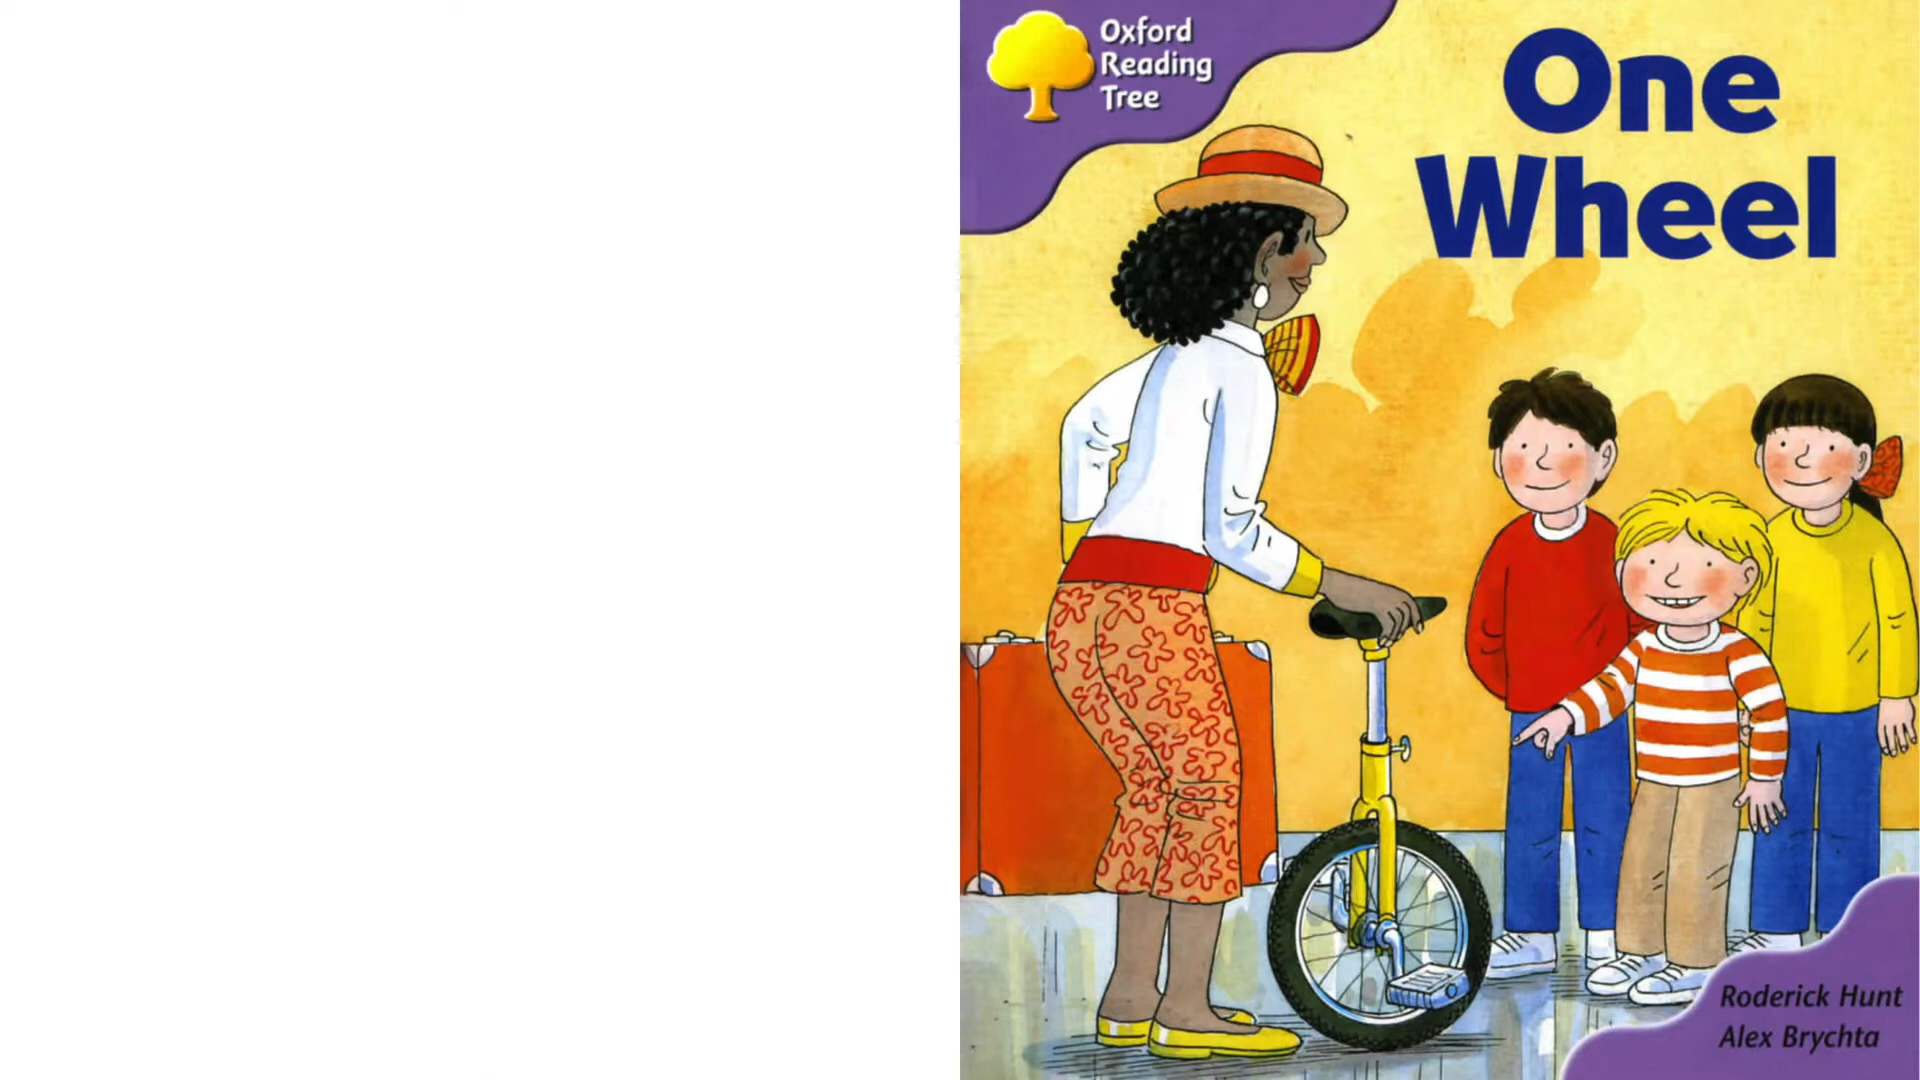 Oxford
Reading
Tree
One
Wheel
Roderick Hunt
Alex Brychta